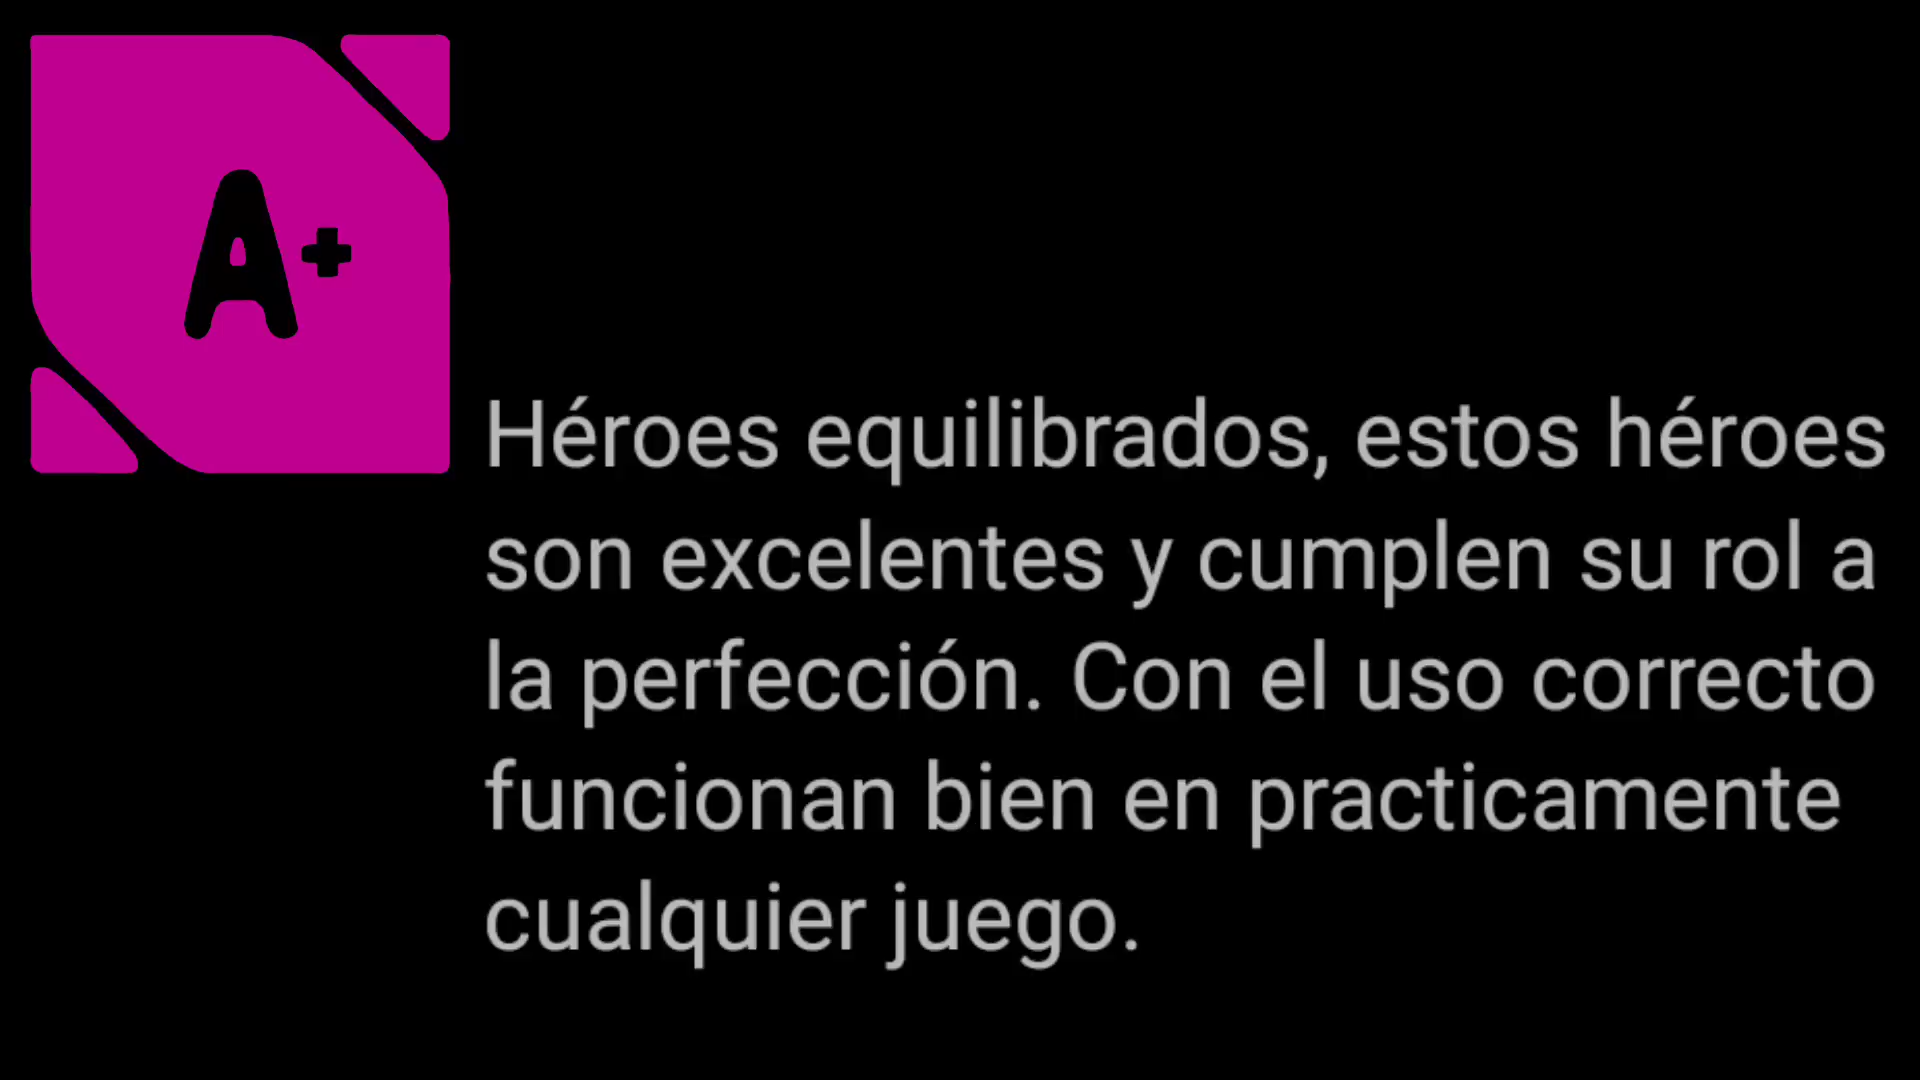 A+
Héroes equilibrados, estos héroes
son excelentes y cumplen su rol a
la perfección. Con el uso correcto
funcionan bien en practicamente
cualquier juego.